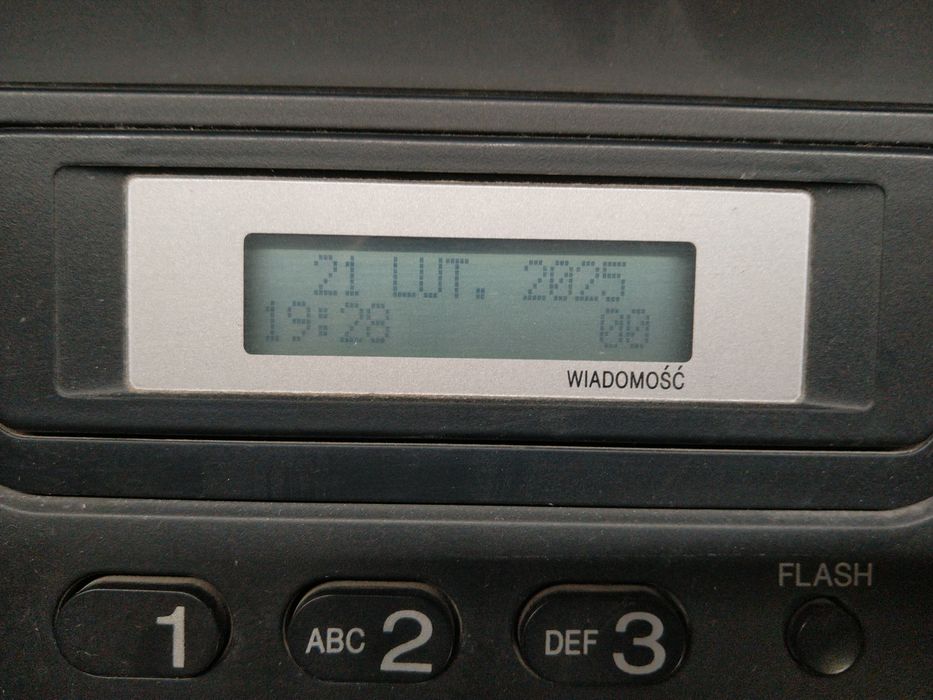 21 LUT. 2025
19:28 00
WIADOMOŚĆ
FLASH
1 ABC 2 DEF 3